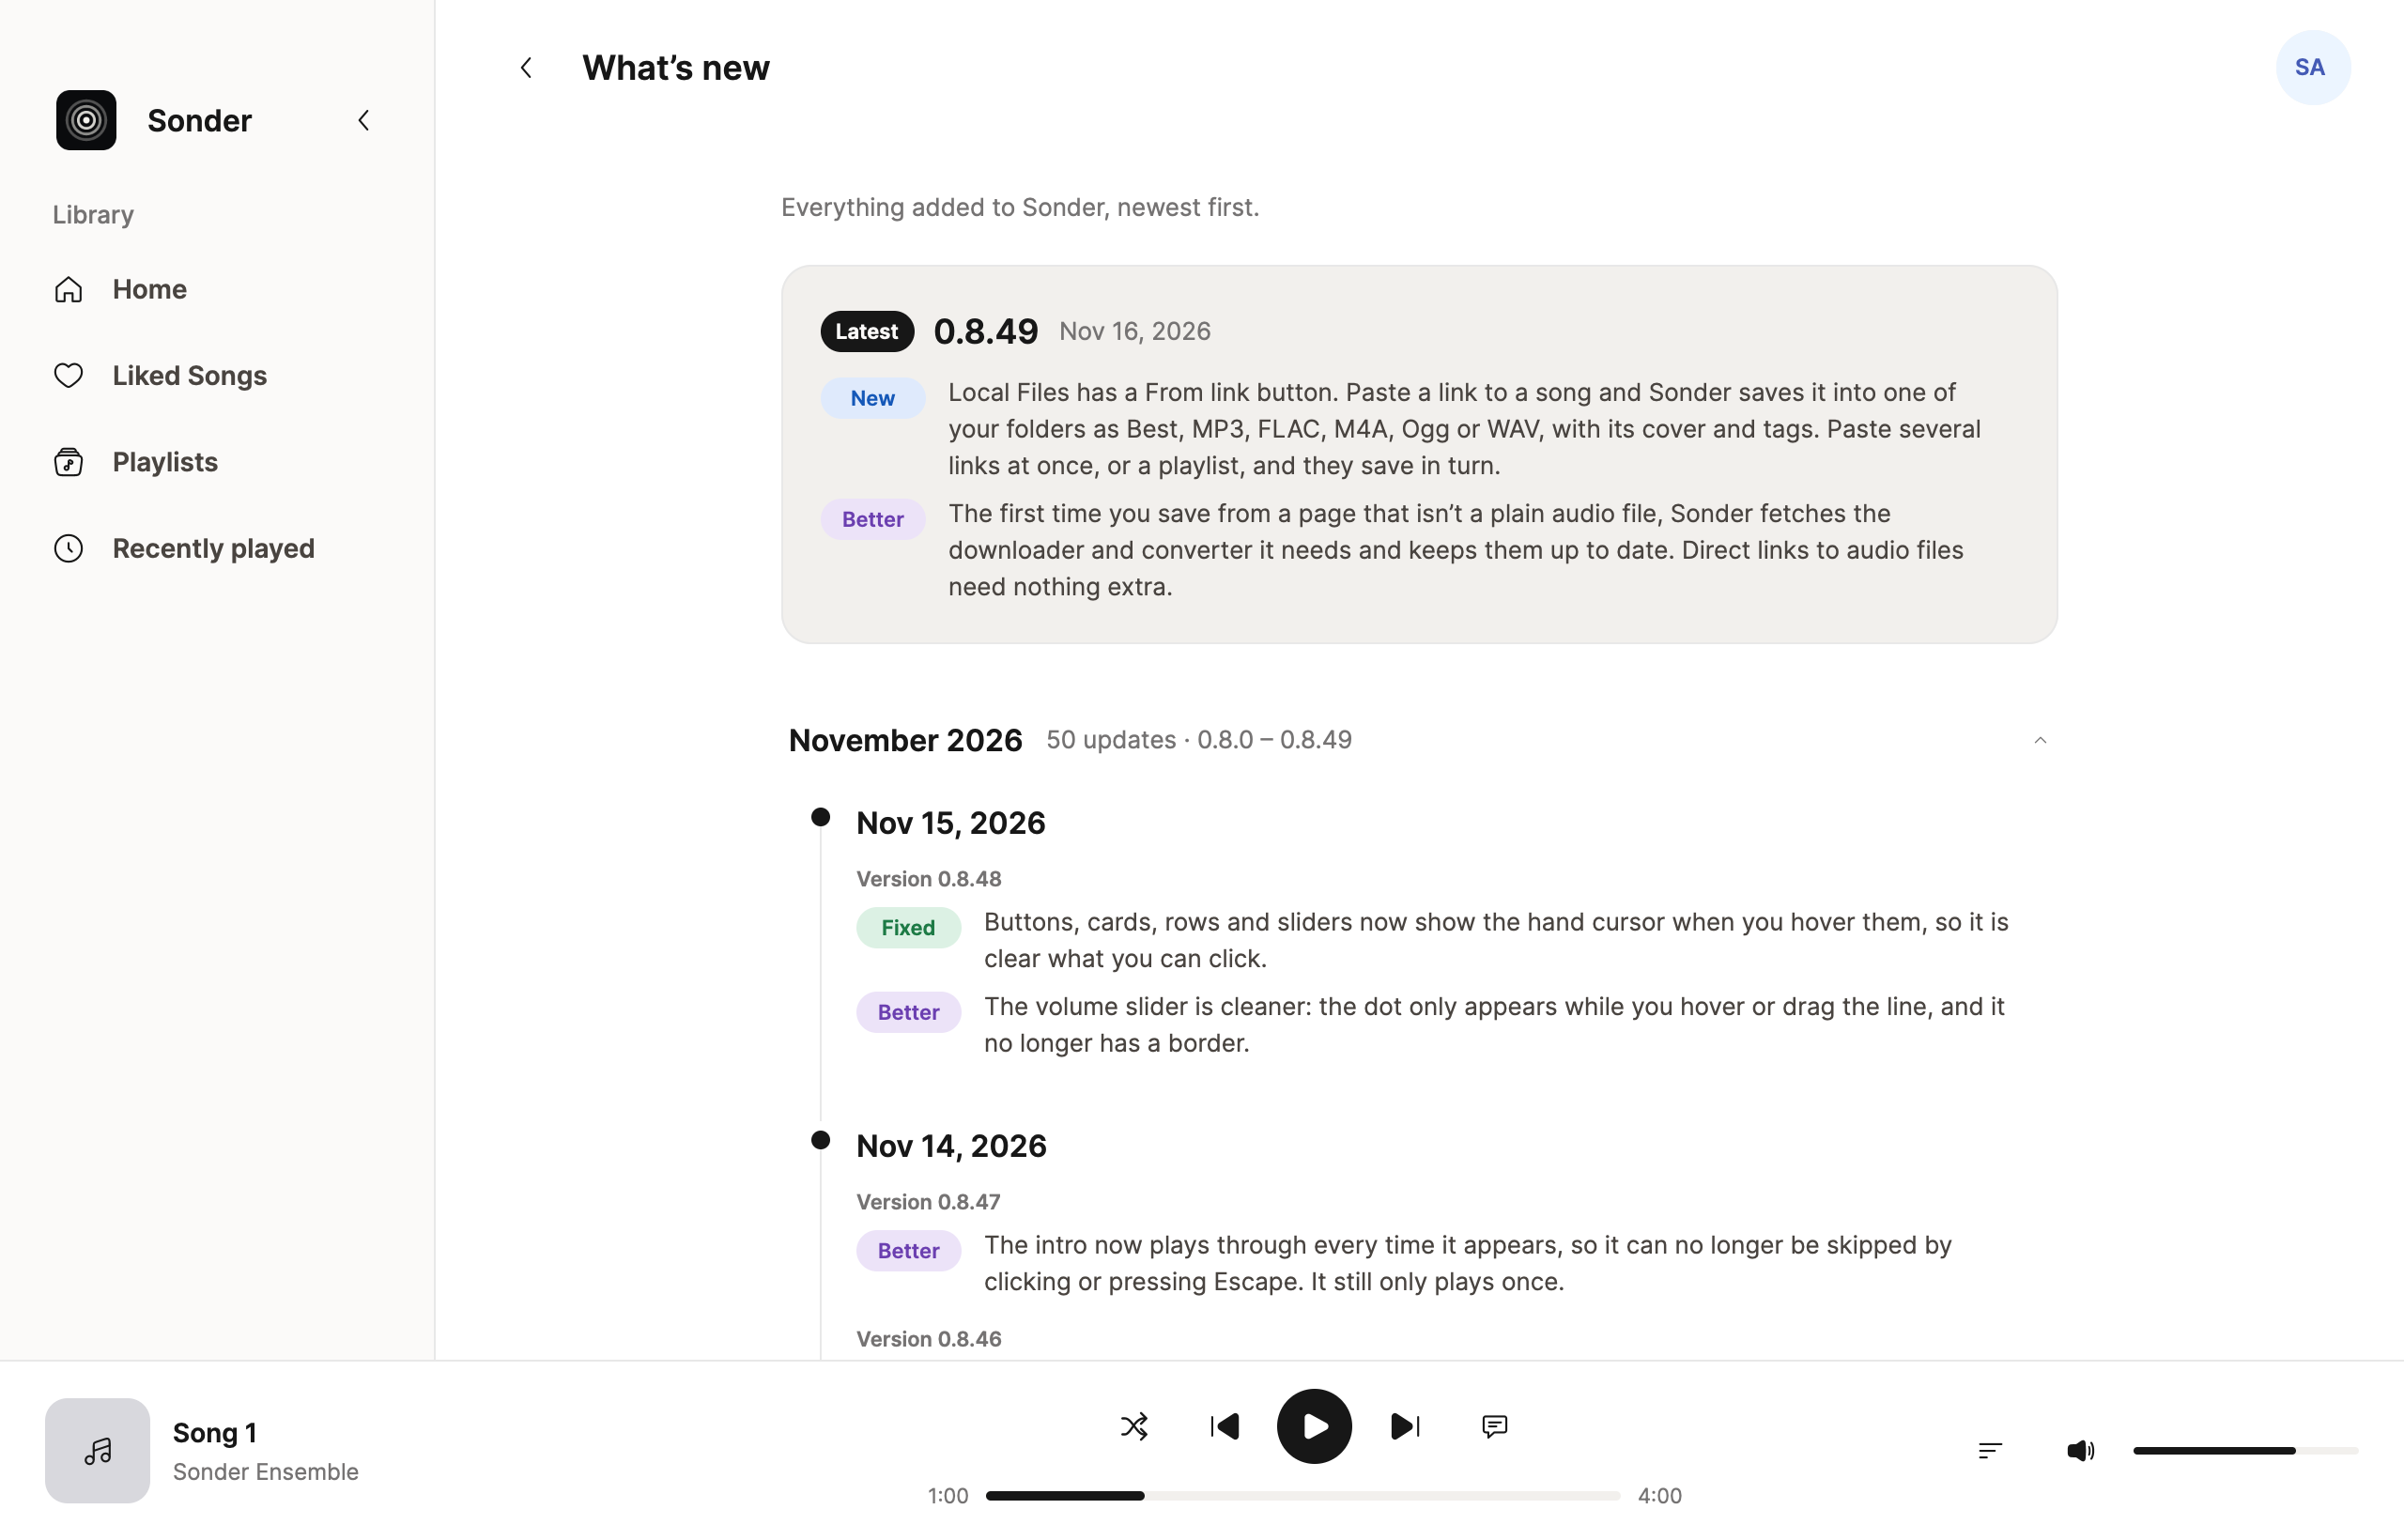 What’s new
SA
Sonder
Library
Home
Liked Songs
Playlists
Recently played
Everything added to Sonder, newest first.
Latest 0.8.49 Nov 16, 2026
New Local Files has a From link button. Paste a link to a song and Sonder saves it into one of
your folders as Best, MP3, FLAC, M4A, Ogg or WAV, with its cover and tags. Paste several
links at once, or a playlist, and they save in turn.
Better The first time you save from a page that isn’t a plain audio file, Sonder fetches the
downloader and converter it needs and keeps them up to date. Direct links to audio files
need nothing extra.
November 2026 50 updates · 0.8.0 – 0.8.49
Nov 15, 2026
Version 0.8.48
Fixed Buttons, cards, rows and sliders now show the hand cursor when you hover them, so it is
clear what you can click.
Better The volume slider is cleaner: the dot only appears while you hover or drag the line, and it
no longer has a border.
Nov 14, 2026
Version 0.8.47
Better The intro now plays through every time it appears, so it can no longer be skipped by
clicking or pressing Escape. It still only plays once.
Version 0.8.46
Song 1
Sonder Ensemble
1:00
4:00